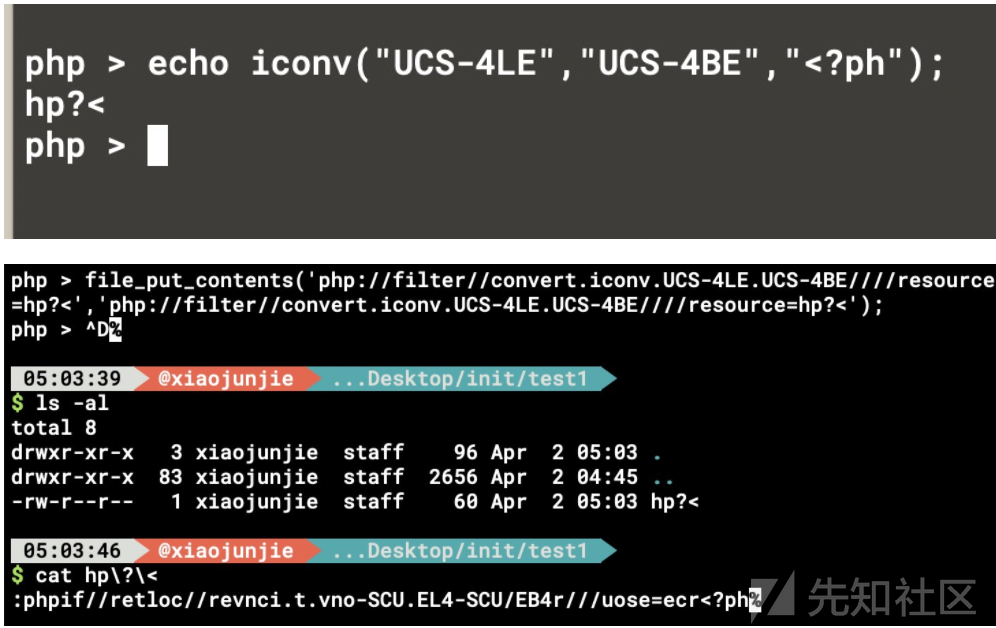 php > echo iconv("UCS-4LE","UCS-4BE","<?ph");
hp?<
php >
php > file_put_contents('php://filter//convert.iconv.UCS-4LE.UCS-4BE////resource
=hp?<','php://filter//convert.iconv.UCS-4LE.UCS-4BE////resource=hp?<');
php > ^D%
05:03:39 @xiaojunjie ...Desktop/init/test1
$ ls -al
total 8
drwxr-xr-x 3 xiaojunjie staff 96 Apr 2 05:03 .
drwxr-xr-x 83 xiaojunjie staff 2656 Apr 2 04:45 ..
-rw-r--r-- 1 xiaojunjie staff 60 Apr 2 05:03 hp?<
05:03:46 @xiaojunjie ...Desktop/init/test1
$ cat hp\?\<
:phpif//retloc//revnci.t.vno-SCU.EL4-SCU/EB4r///uose=ecr<?ph%
先知社区